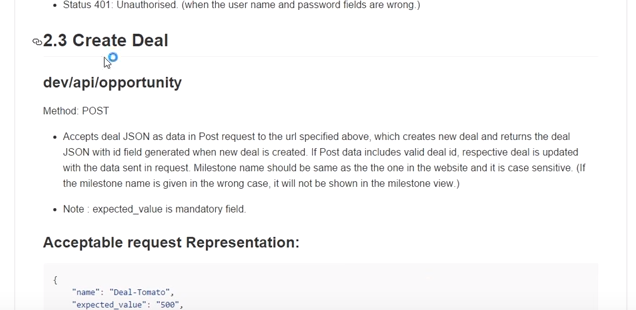 Status 401: Unauthorised. (when the user name and password fields are wrong.)
2.3 Create Deal
dev/api/opportunity
Method: POST
Accepts deal JSON as data in Post request to the url specified above, which creates new deal and returns the deal
JSON with id field generated when new deal is created. If Post data includes valid deal id, respective deal is updated
with the data sent in request. Milestone name should be same as the the one in the website and it is case sensitive. (If
the milestone name is given in the wrong case, it will not be shown in the milestone view.)
Note : expected_value is mandatory field.
Acceptable request Representation:
{
"name": "Deal-Tomato",
"expected_value": "500",